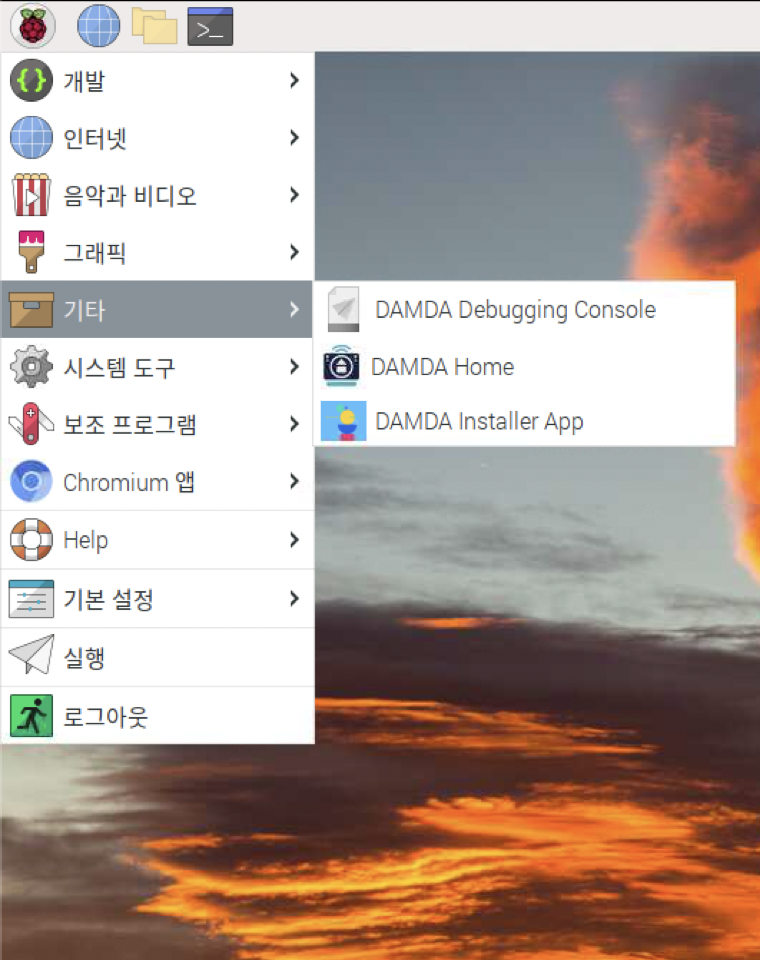 개발
인터넷
음악과 비디오
그래픽
기타
DAMDA Debugging Console
DAMDA Home
DAMDA Installer App
시스템 도구
보조 프로그램
Chromium 앱
Help
기본 설정
실행
로그아웃